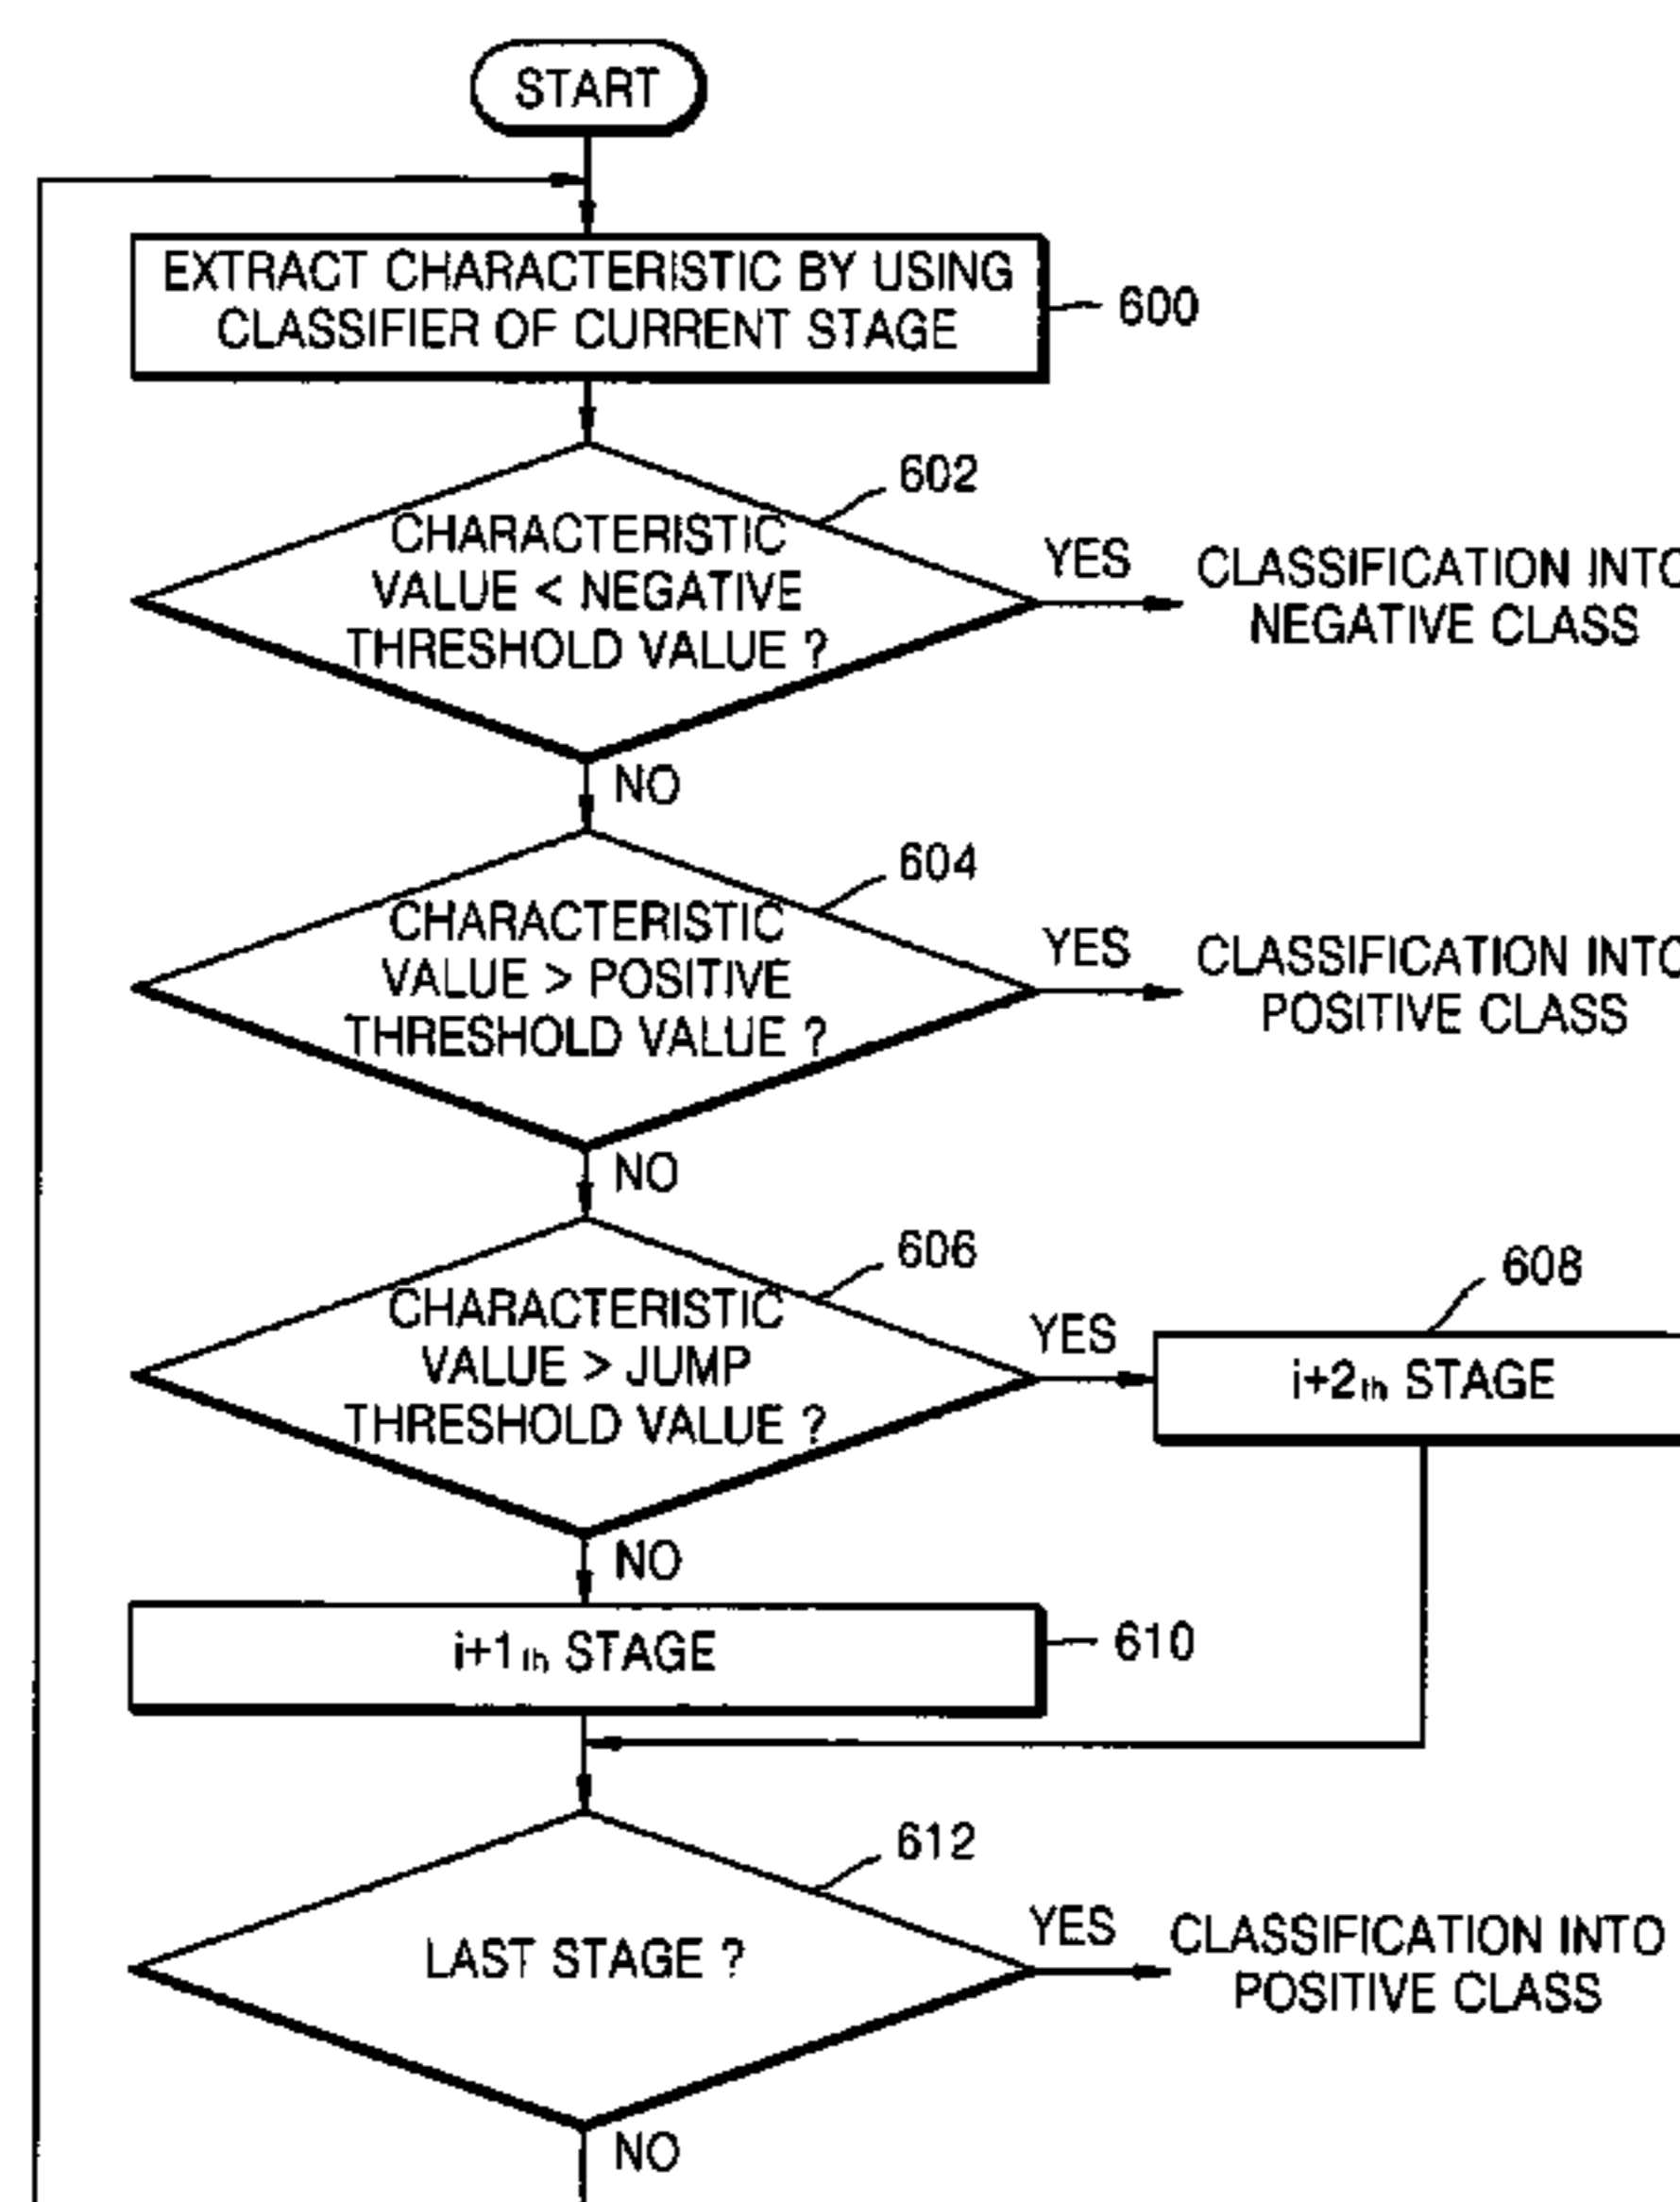 START
EXTRACT CHARACTERISTIC BY USING
CLASSIFIER OF CURRENT STAGE
600
602
CHARACTERISTIC
VALUE < NEGATIVE
THRESHOLD VALUE ?
YES
CLASSIFICATION INTO
NEGATIVE CLASS
NO
604
CHARACTERISTIC
VALUE > POSITIVE
THRESHOLD VALUE ?
YES
CLASSIFICATION INTO
POSITIVE CLASS
NO
606
CHARACTERISTIC
VALUE > JUMP
THRESHOLD VALUE ?
YES
608
i+2th STAGE
NO
i+1th STAGE
610
612
LAST STAGE ?
YES
CLASSIFICATION INTO
POSITIVE CLASS
NO